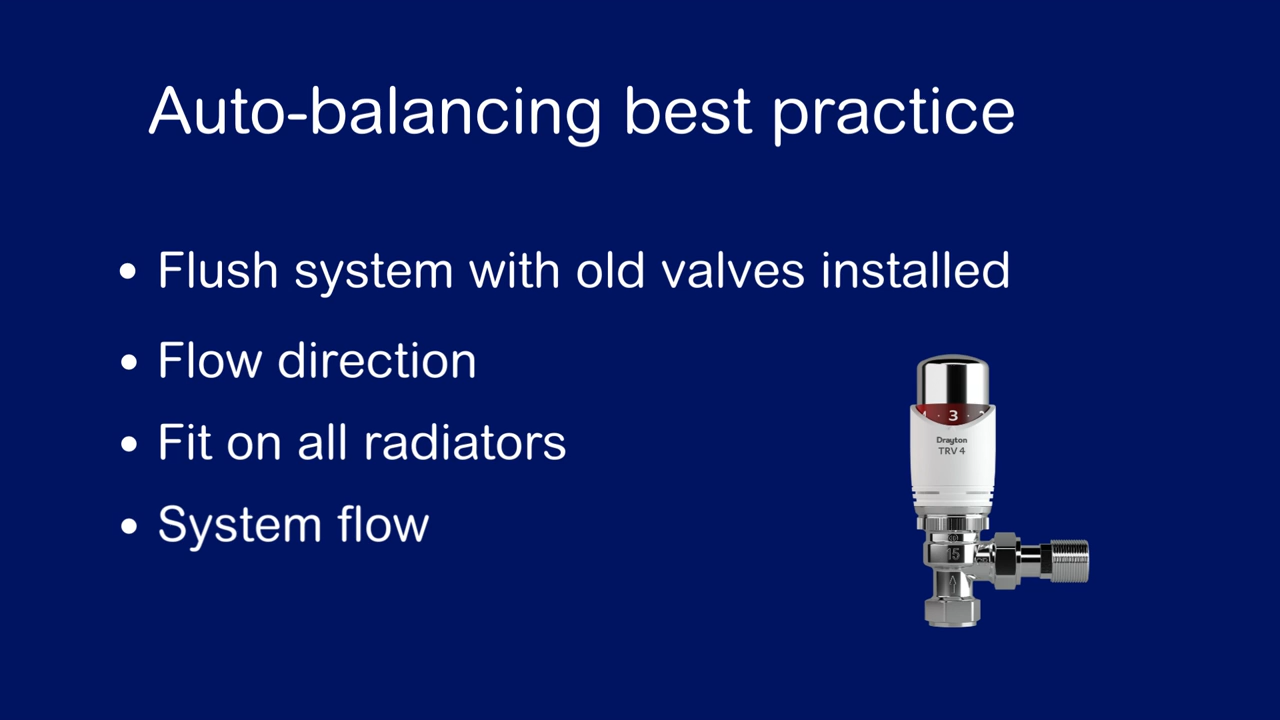 Auto-balancing best practice
• Flush system with old valves installed
• Flow direction
• Fit on all radiators
• System flow
3
Drayton
TRV 4
15